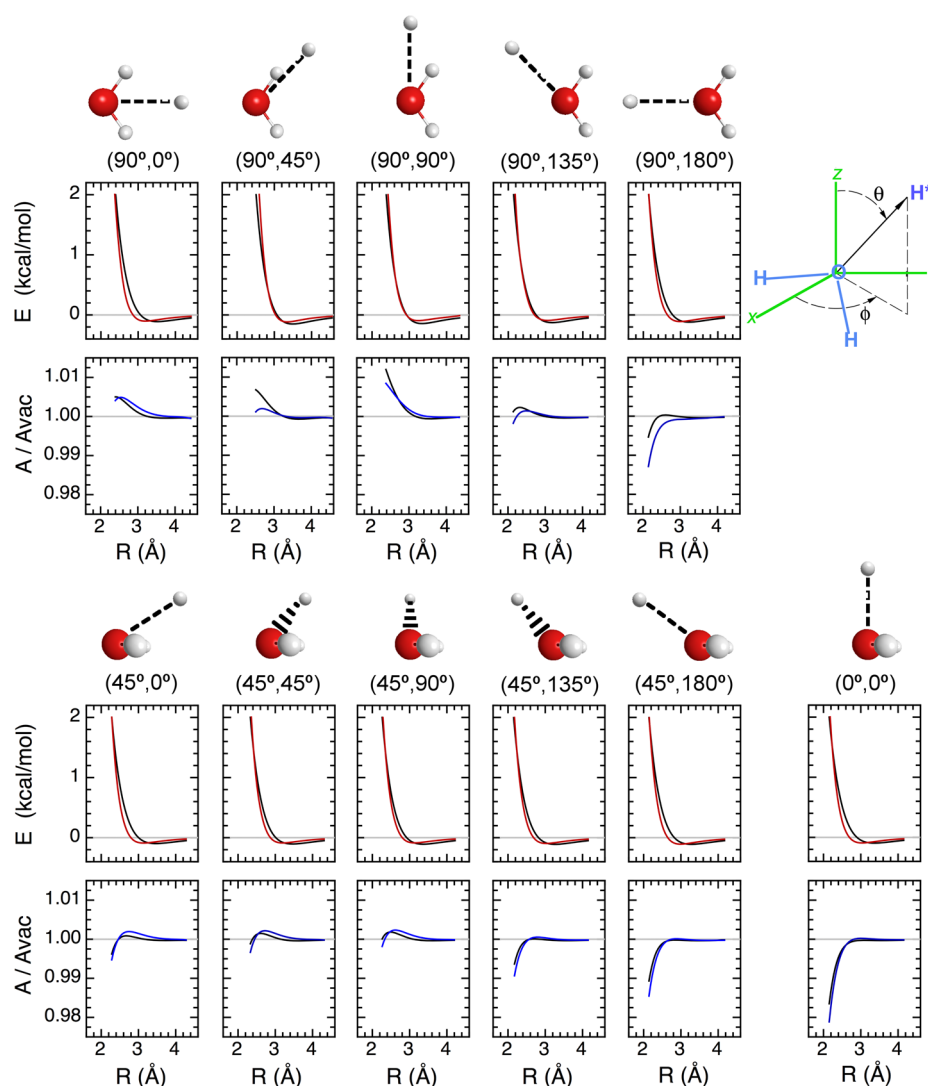 (90º,0º) (90º,45º) (90º,90º) (90º,135º) (90º,180º)
E (kcal/mol)
2
1
0
z
θ
H*
H
O
x
ϕ
H
A / Avac
1.01
1.00
0.99
0.98
2 3 4 2 3 4 2 3 4 2 3 4 2 3 4
R (Å) R (Å) R (Å) R (Å) R (Å)
(45º,0º) (45º,45º) (45º,90º) (45º,135º) (45º,180º) (0º,0º)
E (kcal/mol)
2
1
0
A / Avac
1.01
1.00
0.99
0.98
2 3 4 2 3 4 2 3 4 2 3 4 2 3 4 2 3 4
R (Å) R (Å) R (Å) R (Å) R (Å) R (Å)